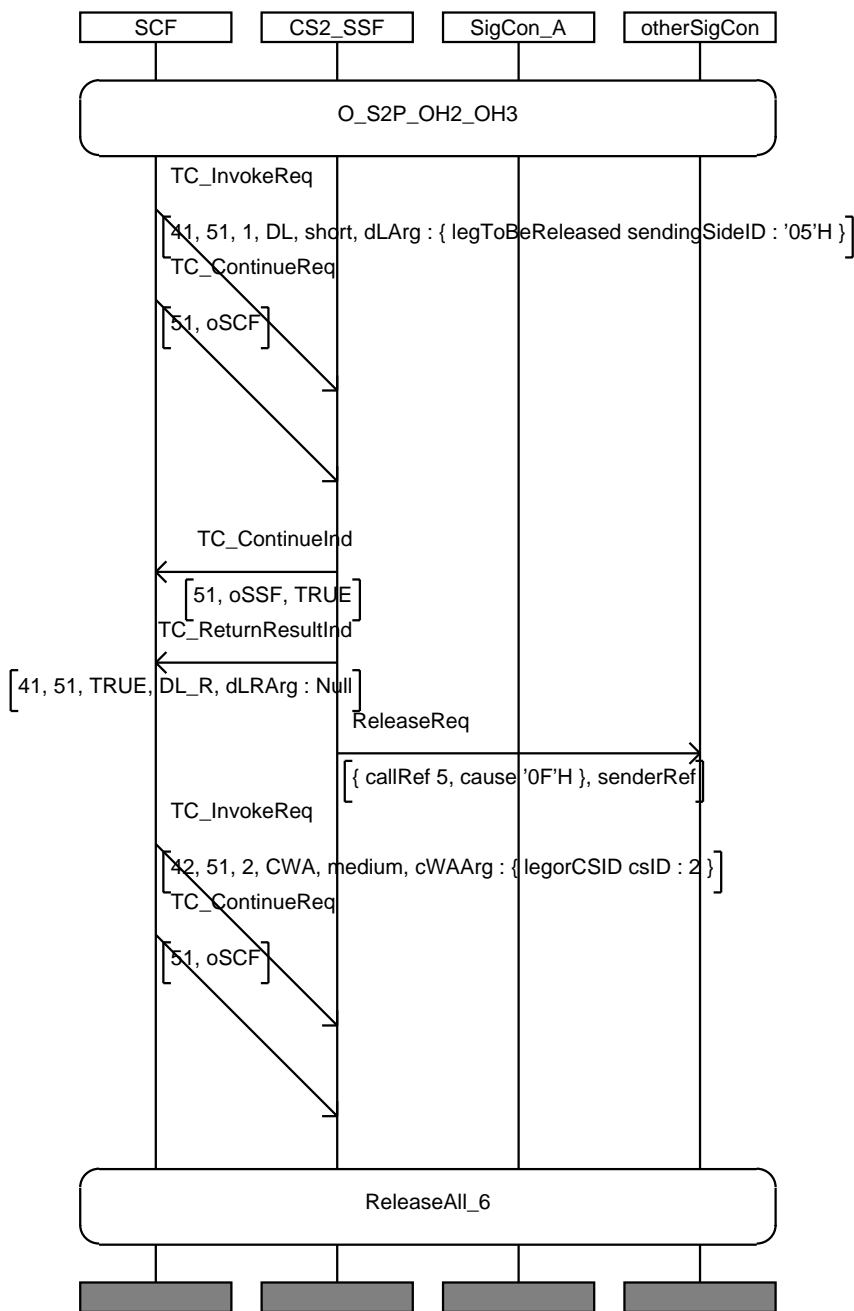 SCF CS2_SSF SigCon_A otherSigCon
O_S2P_OH2_OH3
TC_InvokeReq
41, 51, 1, DL, short, dLArg : { legToBeReleased sendingSideID : '05'H }
TC_ContinueReq
51, oSCF
TC_ContinueInd
51, oSSF, TRUE
TC_ReturnResultInd
41, 51, TRUE, DL_R, dLRArg : Null
ReleaseReq
{ callRef 5, cause '0F'H }, senderRef
TC_InvokeReq
42, 51, 2, CWA, medium, cWAArg : { legorCSID csID : 2 }
TC_ContinueReq
51, oSCF
ReleaseAll_6